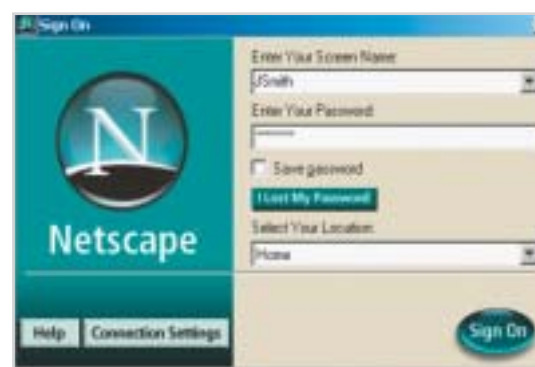 Sign On
Enter Your Screen Name
JSmith
Enter Your Password
Save password
I Lost My Password
Select Your Location
Home
N
Netscape
Help
Connection Settings
Sign On